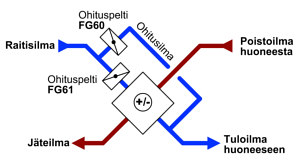 Ohituspelti
FG60
Ohitusilma
Raitisilma
Poistoilma
huoneesta
Ohituspelti
FG61
+/-
Jäteilma
Tuloilma
huoneeseen